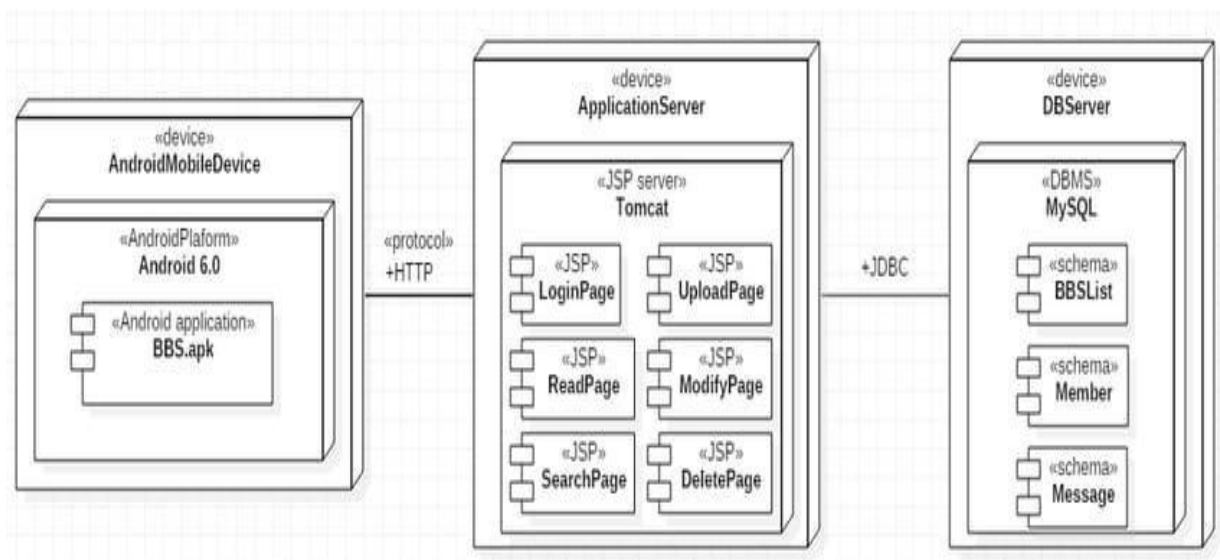 «device»
AndroidMobileDevice
«AndroidPlaform»
Android 6.0
«Android application»
BBS.apk
«protocol»
+HTTP
«device»
ApplicationServer
«JSP server»
Tomcat
«JSP»
LoginPage
«JSP»
UploadPage
«JSP»
ReadPage
«JSP»
ModifyPage
«JSP»
SearchPage
«JSP»
DeletePage
+JDBC
«device»
DBServer
«DBMS»
MySQL
«schema»
BBSList
«schema»
Member
«schema»
Message